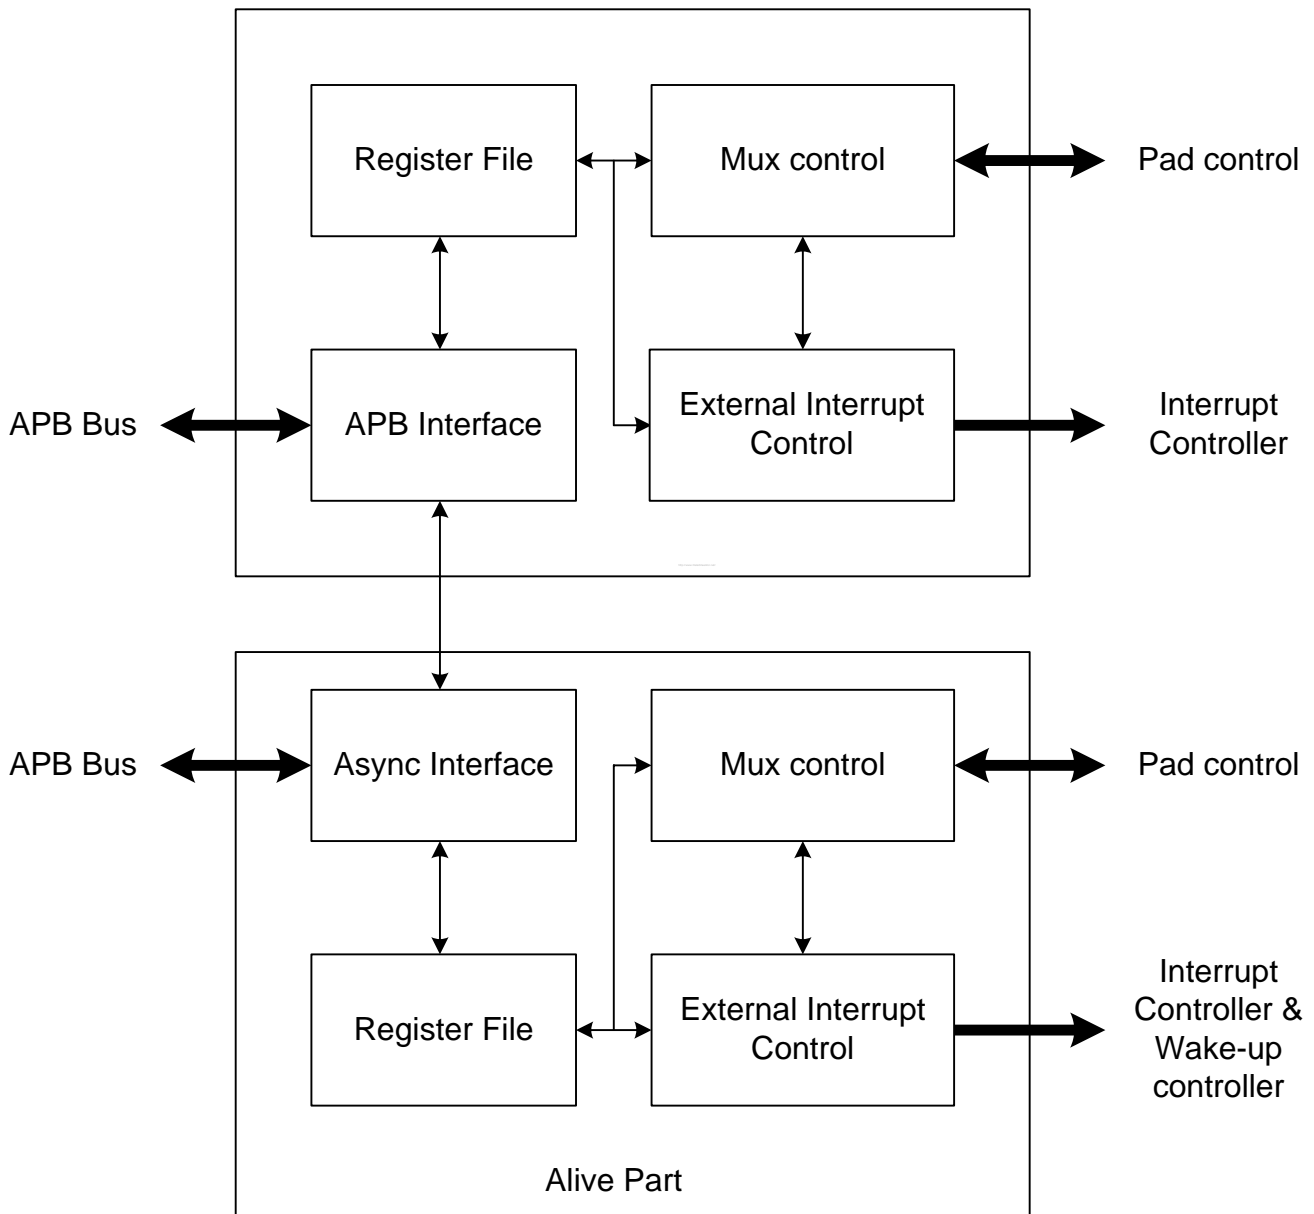 Register File
Mux control
Pad control
APB Bus
APB Interface
External Interrupt
Control
Interrupt
Controller
APB Bus
Async Interface
Mux control
Pad control
Register File
External Interrupt
Control
Interrupt
Controller &
Wake-up
controller
Alive Part